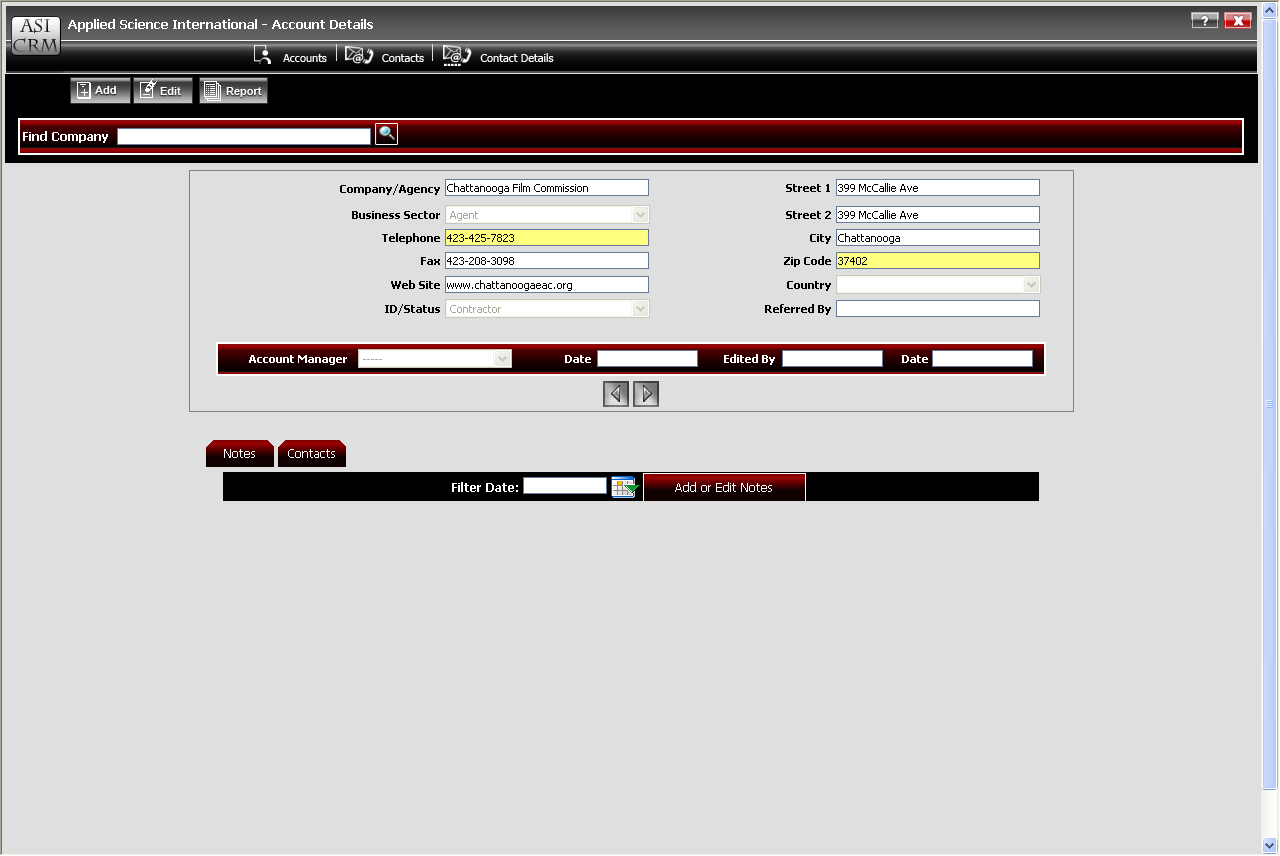 ASI CRM
Applied Science International - Account Details
?
X
Accounts Contacts Contact Details
Add Edit Report
Find Company
Company/Agency Chattanooga Film Commission Street 1 399 McCallie Ave
Business Sector Agent Street 2 399 McCallie Ave
Telephone 423-425-7823 City Chattanooga
Fax 423-208-3098 Zip Code 37402
Web Site www.chattanoogaeac.org Country
ID/Status Contractor Referred By
Account Manager ----- Date Edited By Date
Notes Contacts
Filter Date: Add or Edit Notes